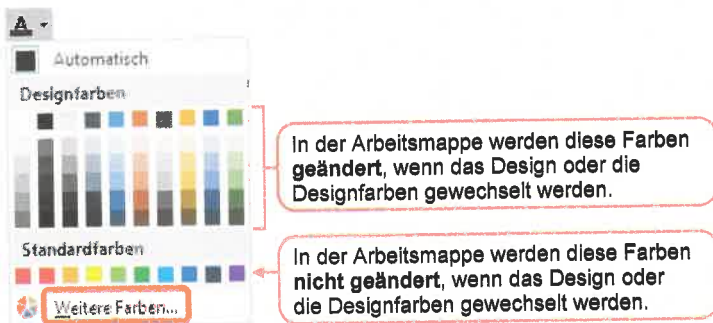 A
Automatisch
Designfarben
In der Arbeitsmappe werden diese Farben
geändert, wenn das Design oder die
Designfarben gewechselt werden.
Standardfarben
In der Arbeitsmappe werden diese Farben
nicht geändert, wenn das Design oder
die Designfarben gewechselt werden.
Weitere Farben...